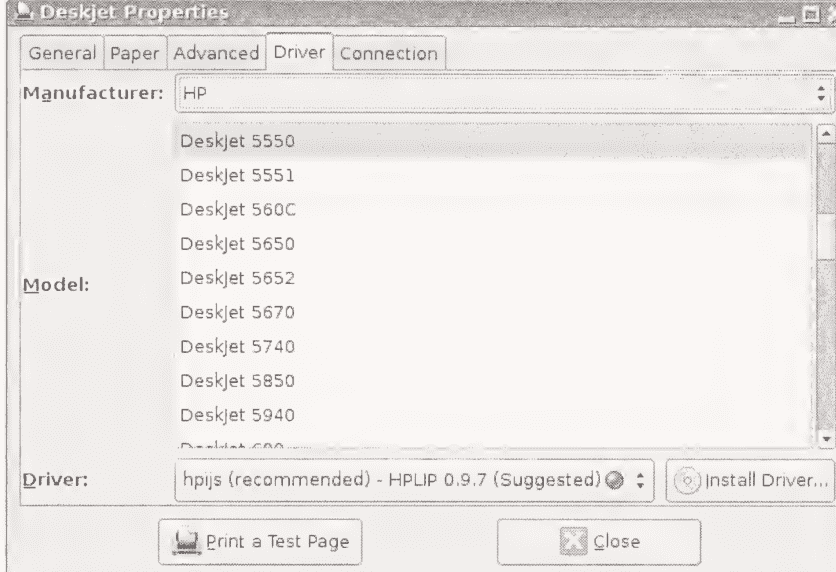 Deskjet Properties
General Paper Advanced Driver Connection
Manufacturer: HP
DeskJet 5550
DeskJet 5551
DeskJet 560C
DeskJet 5650
DeskJet 5652
Model:
DeskJet 5670
DeskJet 5740
DeskJet 5850
DeskJet 5940
Driver: hpijs (recommended) - HPLIP 0.9.7 (Suggested) Install Driver...
Print a Test Page Close